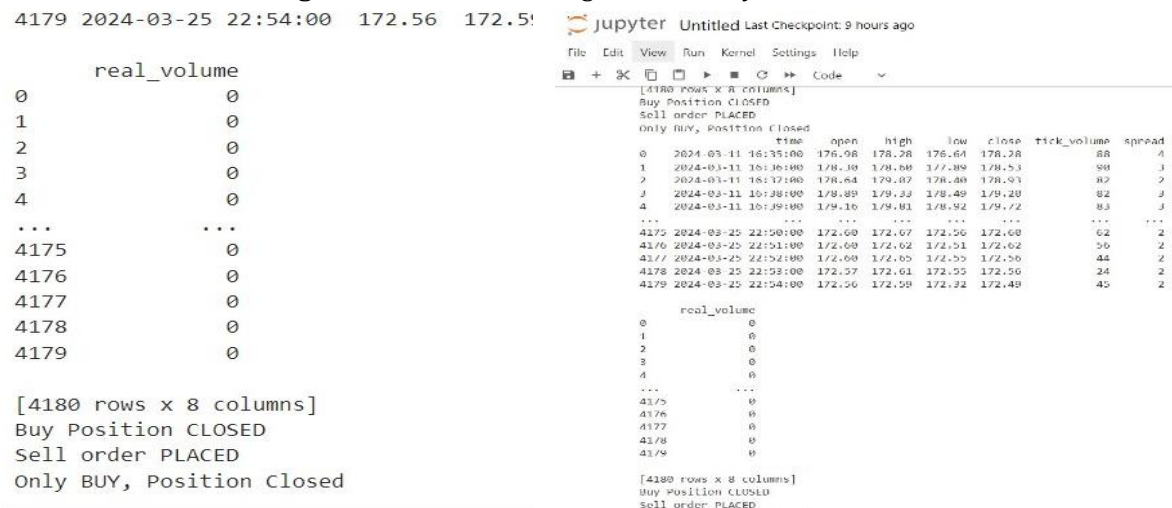 4179 2024-03-25 22:54:00 172.56 172.59
real_volume
0 0
1 0
2 0
3 0
4 0
... ...
4175 0
4176 0
4177 0
4178 0
4179 0
[4180 rows x 8 columns]
Buy Position CLOSED
Sell order PLACED
Only BUY, Position Closed
jupyter Untitled Last Checkpoint: 9 hours ago
File Edit View Run Kernel Settings Help
Code
[4180 rows x 8 columns]
Buy Position CLOSED
Sell order PLACED
Only BUY, Position Closed
time open high low close tick_volume spread
0 2024-03-11 16:35:00 176.98 178.28 176.64 178.28 88 4
1 2024-03-11 16:36:00 178.30 178.60 177.89 178.53 90 3
2 2024-03-11 16:37:00 178.64 179.07 178.40 178.93 82 2
3 2024-03-11 16:38:00 178.89 179.33 178.49 179.20 82 3
4 2024-03-11 16:39:00 179.16 179.81 178.92 179.72 83 3
... ... ... ... ... ... ... ...
4175 2024-03-25 22:50:00 172.60 172.67 172.56 172.60 62 2
4176 2024-03-25 22:51:00 172.60 172.62 172.51 172.62 56 2
4177 2024-03-25 22:52:00 172.60 172.65 172.55 172.56 44 2
4178 2024-03-25 22:53:00 172.57 172.61 172.55 172.56 24 2
4179 2024-03-25 22:54:00 172.56 172.59 172.32 172.49 45 2
real_volume
0 0
1 0
2 0
3 0
4 0
... ...
4175 0
4176 0
4177 0
4178 0
4179 0
[4180 rows x 8 columns]
Buy Position CLOSED
Sell order PLACED